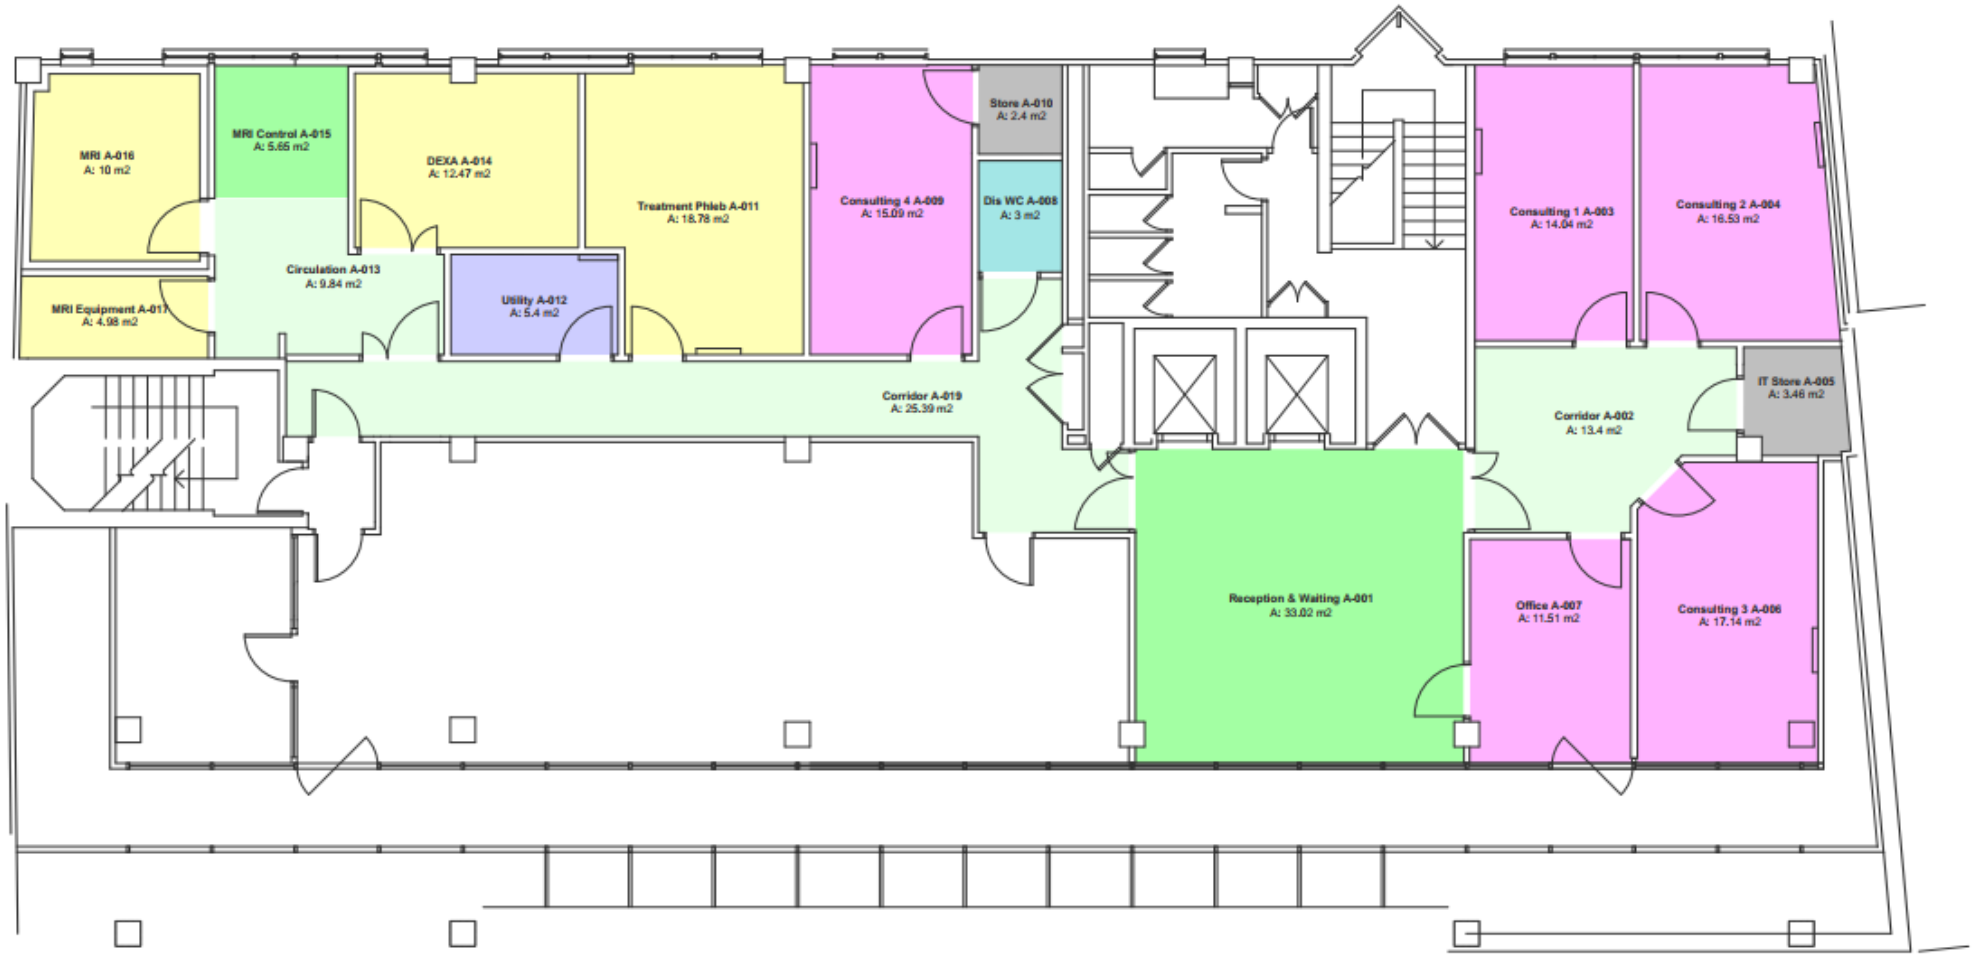 MRI A-016
A: 10 m2
MRI Control A-015
A: 5.65 m2
DEXA A-014
A: 12.47 m2
Treatment Phleb A-011
A: 18.78 m2
Consulting 4 A-009
A: 15.09 m2
Store A-010
A: 2.4 m2
Dis WC A-008
A: 3 m2
Consulting 1 A-003
A: 14.04 m2
Consulting 2 A-004
A: 16.53 m2
MRI Equipment A-017
A: 4.98 m2
Circulation A-013
A: 9.84 m2
Utility A-012
A: 5.4 m2
Corridor A-019
A: 25.39 m2
Corridor A-002
A: 13.4 m2
IT Store A-005
A: 3.46 m2
Reception & Waiting A-001
A: 33.02 m2
Office A-007
A: 11.51 m2
Consulting 3 A-006
A: 17.14 m2